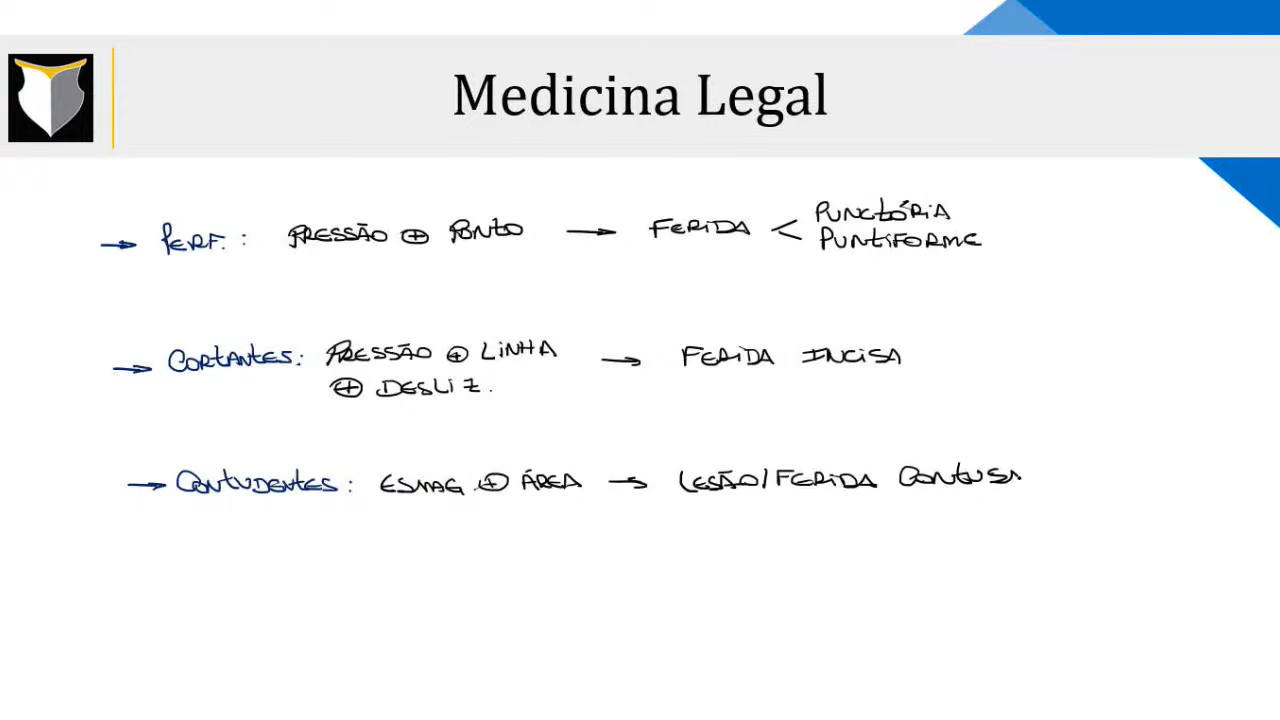 Medicina Legal
→ PERF.: PRESSÃO ⊕ PONTO → FERIDA < PUNCTÓRIA
PUNTIFORME
→ CORTANTES: PRESSÃO ⊕ LINHA → FERIDA INCISA
⊕ DESLIZ.
→ CONTUDENTES: ESMAG. ⊕ ÁREA → LESÃO/FERIDA CONTUSA